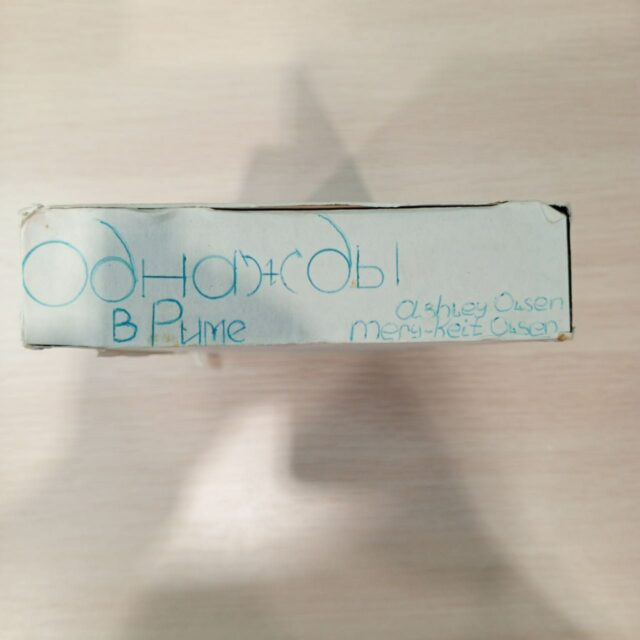 Однажды
в Риме
Ashley Olsen
Mery-Keit Olsen